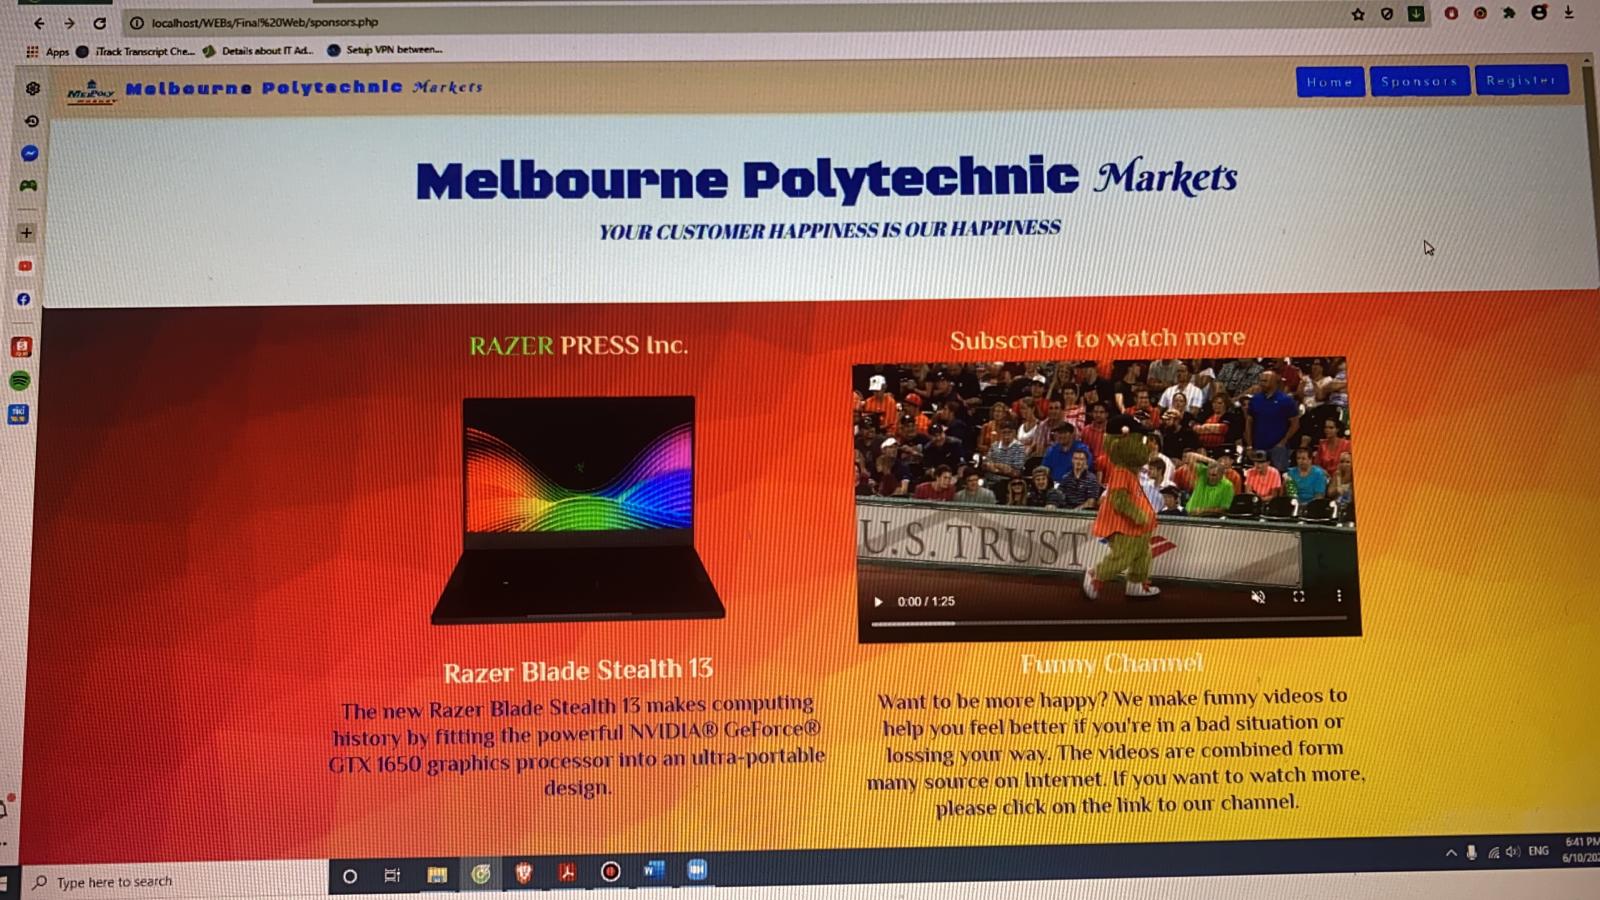 localhost/WEBs/Final%20Web/sponsors.php
Apps iTrack Transcript Che... Details about IT Ad... Setup VPN between...
MELPOLY Melbourne Polytechnic Markets Home Sponsors Register
Melbourne Polytechnic Markets
YOUR CUSTOMER HAPPINESS IS OUR HAPPINESS
RAZER PRESS Inc.
Razer Blade Stealth 13
The new Razer Blade Stealth 13 makes computing
history by fitting the powerful NVIDIA® GeForce®
GTX 1650 graphics processor into an ultra-portable
design.
Subscribe to watch more
U.S. TRUST
0:00 / 1:25
Funny Channel
Want to be more happy? We make funny videos to
help you feel better if you're in a bad situation or
lossing your way. The videos are combined form
many source on Internet. If you want to watch more,
please click on the link to our channel.
Type here to search
ENG
6:41 PM